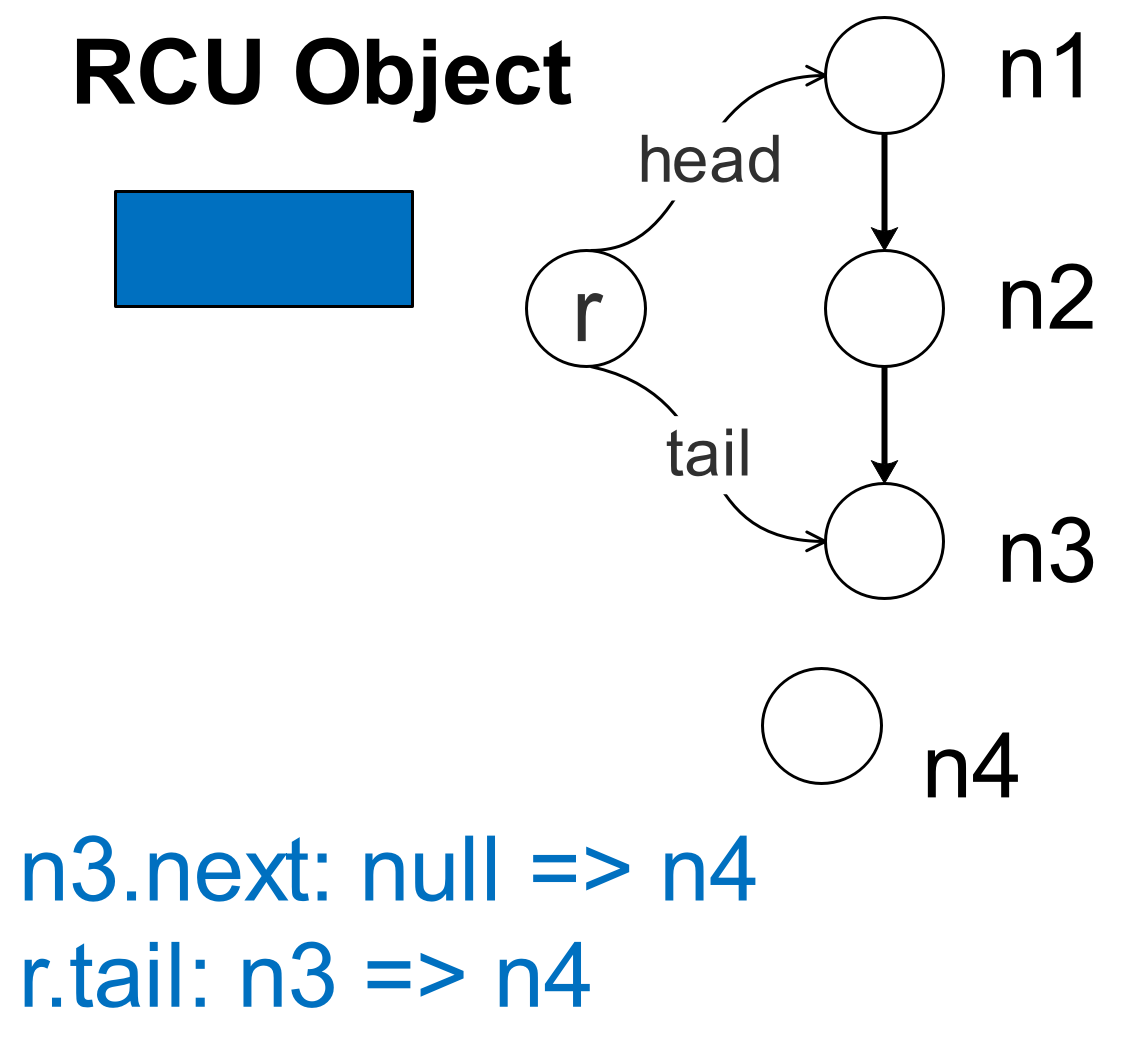 RCU Object
n1
head
r
n2
tail
n3
n4
n3.next: null => n4
r.tail: n3 => n4